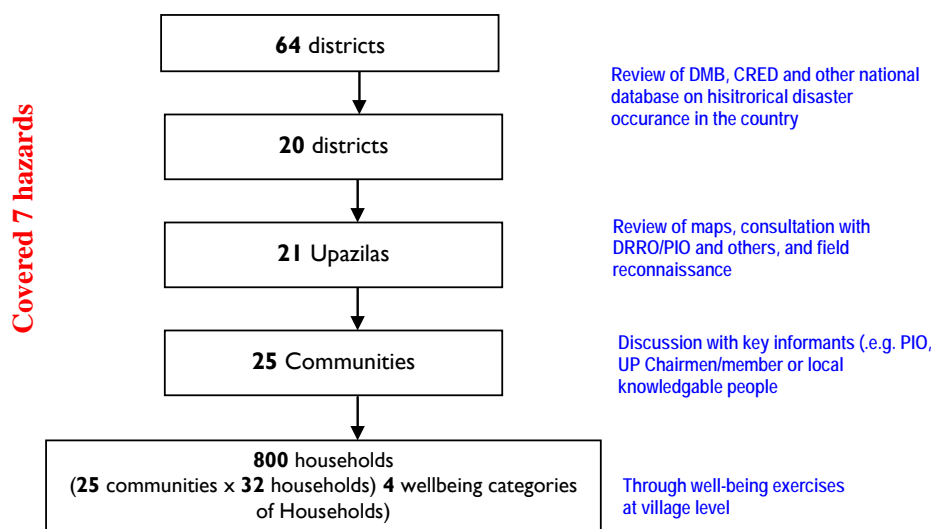 Covered 7 hazards
64 districts
Review of DMB, CRED and other national
database on hisitrorical disaster
occurance in the country
20 districts
Review of maps, consultation with
DRRO/PIO and others, and field
reconnaissance
21 Upazilas
Discussion with key informants (.e.g. PIO,
UP Chairmen/member or local
knowledgable people
25 Communities
800 households
(25 communities x 32 households) 4 wellbeing categories
of Households)
Through well-being exercises
at village level